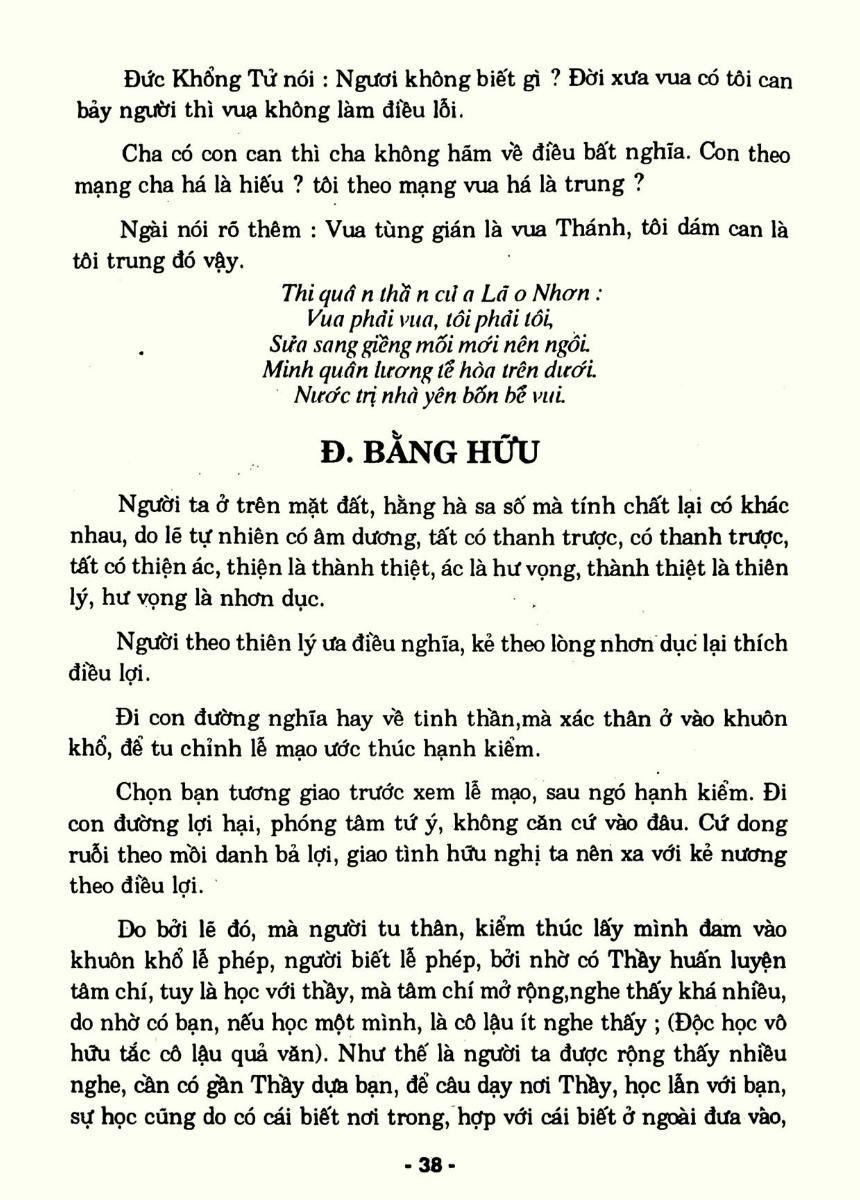 Đức Khổng Tử nói : Ngươi không biết gì ? Đời xưa vua có tôi can
bảy người thì vua không làm điều lỗi.
Cha có con can thì cha không hãm về điều bất nghĩa. Con theo
mạng cha há là hiếu ? tôi theo mạng vua há là trung ?
Ngài nói rõ thêm : Vua tùng gián là vua Thánh, tôi dám can là
tôi trung đó vậy.
Thi quân thần của Lão Nhơn :
Vua phải vua, tôi phải tôi,
Sửa sang giềng mối mới nên ngôi.
Minh quân lương tể hòa trên dưới.
Nước trị nhà yên bốn bể vui.
Đ. BẰNG HỮU
Người ta ở trên mặt đất, hằng hà sa số mà tính chất lại có khác
nhau, do lẽ tự nhiên có âm dương, tất có thanh trược, có thanh trược,
tất có thiện ác, thiện là thành thiệt, ác là hư vọng, thành thiệt là thiên
lý, hư vọng là nhơn dục.
Người theo thiên lý ưa điều nghĩa, kẻ theo lòng nhơn dục lại thích
điều lợi.
Đi con đường nghĩa hay về tinh thần,mà xác thân ở vào khuôn
khổ, để tu chỉnh lễ mạo ước thúc hạnh kiểm.
Chọn bạn tương giao trước xem lễ mạo, sau ngó hạnh kiểm. Đi
con đường lợi hại, phóng tâm tứ ý, không căn cứ vào đâu. Cứ dong
ruỗi theo mồi danh bả lợi, giao tình hữu nghị ta nên xa với kẻ nương
theo điều lợi.
Do bởi lẽ đó, mà người tu thân, kiểm thúc lấy mình đam vào
khuôn khổ lễ phép, người biết lễ phép, bởi nhờ có Thầy huấn luyện
tâm chí, tuy là học với thầy, mà tâm chí mở rộng,nghe thấy khá nhiều,
do nhờ có bạn, nếu học một mình, là cô lậu ít nghe thấy ; (Độc học vô
hữu tắc cô lậu quả văn). Như thế là người ta được rộng thấy nhiều
nghe, cần có gần Thầy dựa bạn, để câu dạy nơi Thầy, học lẫn với bạn,
sự học cũng do có cái biết nơi trong, hợp với cái biết ở ngoài đưa vào,
- 38 -